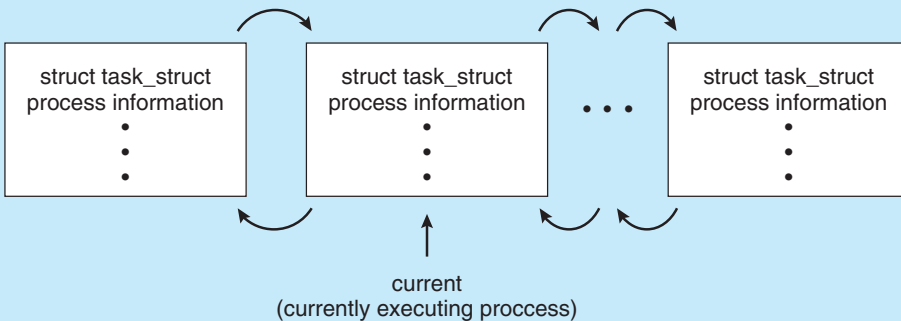 struct task_struct
process information
•
•
•
struct task_struct
process information
•
•
•
• • •
struct task_struct
process information
•
•
•
current
(currently executing proccess)